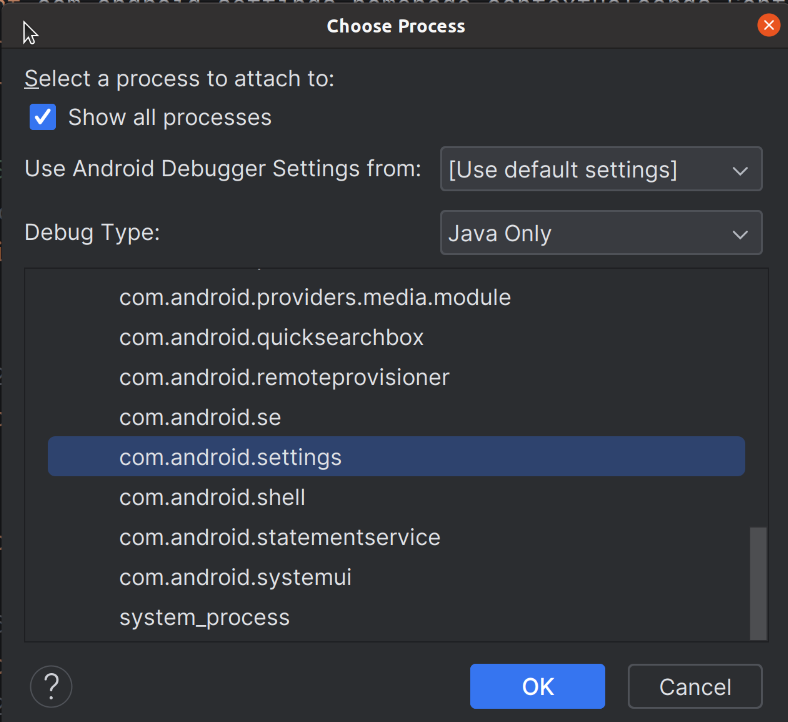 Choose Process
Select a process to attach to:
Show all processes
Use Android Debugger Settings from: [Use default settings]
Debug Type: Java Only
com.android.providers.media.module
com.android.quicksearchbox
com.android.remoteprovisioner
com.android.se
com.android.settings
com.android.shell
com.android.statementservice
com.android.systemui
system_process
?
OK Cancel